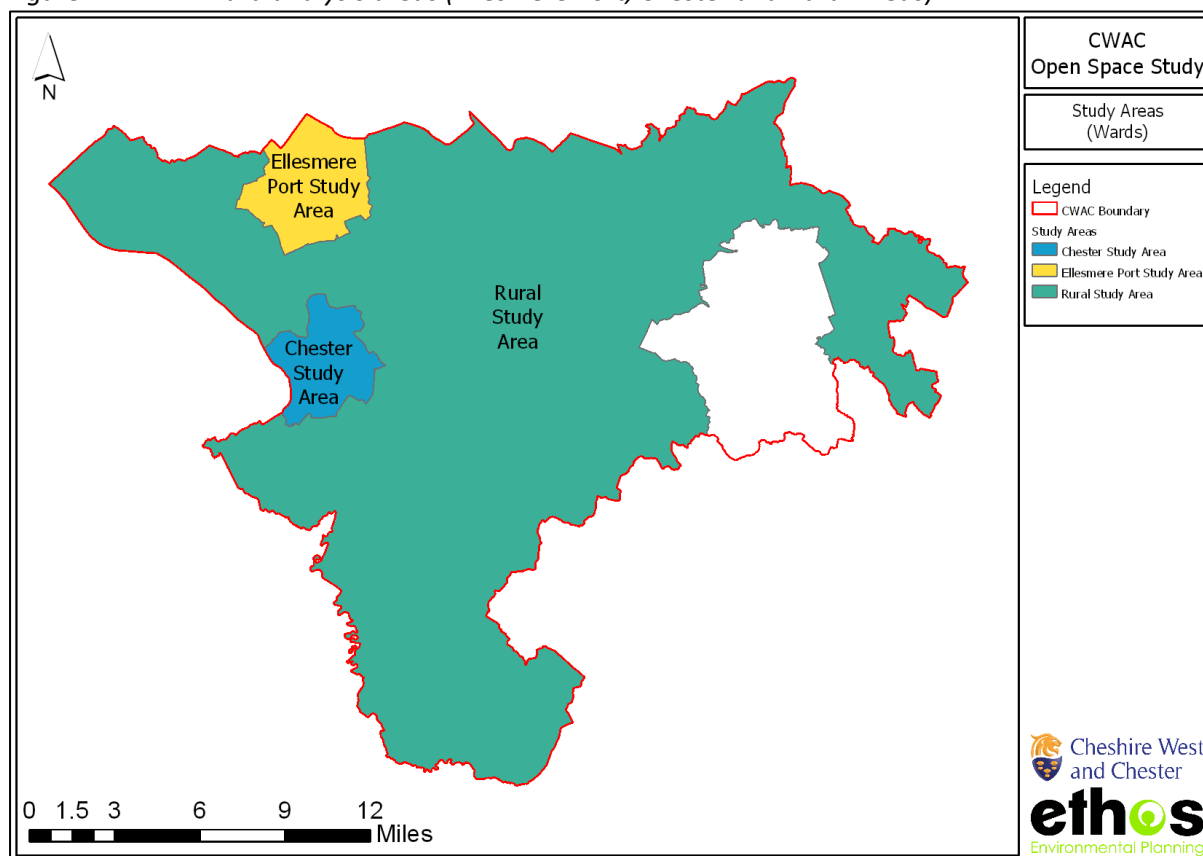 N
Ellesmere
Port Study
Area
Rural
Study
Area
Chester
Study
Area
0 1.5 3 6 9 12
Miles
CWAC
Open Space Study
Study Areas
(Wards)
Legend
CWAC Boundary
Study Areas
Chester Study Area
Ellesmere Port Study Area
Rural Study Area
Cheshire West
and Chester
ethos
Environmental Planning